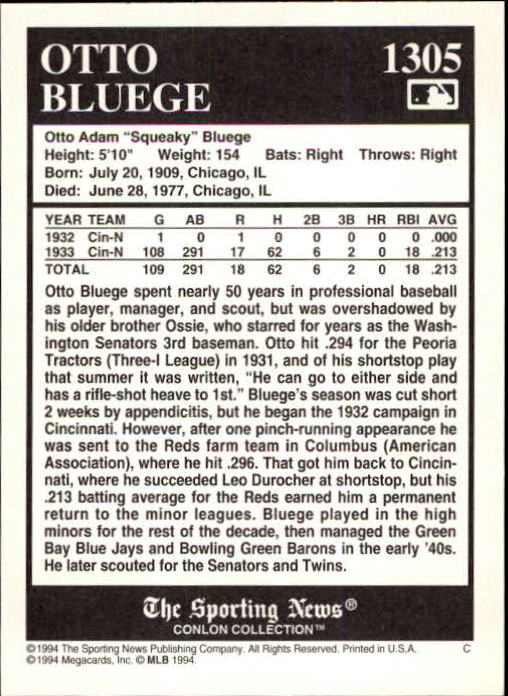 OTTO 1305
BLUEGE
Otto Adam "Squeaky" Bluege
Height: 5'10" Weight: 154 Bats: Right Throws: Right
Born: July 20, 1909, Chicago, IL
Died: June 28, 1977, Chicago, IL
YEAR TEAM G AB R H 2B 3B HR RBI AVG
1932 Cin-N 1 0 1 0 0 0 0 0 .000
1933 Cin-N 108 291 17 62 6 2 0 18 .213
TOTAL 109 291 18 62 6 2 0 18 .213
Otto Bluege spent nearly 50 years in professional baseball
as player, manager, and scout, but was overshadowed by
his older brother Ossie, who starred for years as the Wash-
ington Senators 3rd baseman. Otto hit .294 for the Peoria
Tractors (Three-I League) in 1931, and of his shortstop play
that summer it was written, "He can go to either side and
has a rifle-shot heave to 1st." Bluege's season was cut short
2 weeks by appendicitis, but he began the 1932 campaign in
Cincinnati. However, after one pinch-running appearance he
was sent to the Reds farm team in Columbus (American
Association), where he hit .296. That got him back to Cincin-
nati, where he succeeded Leo Durocher at shortstop, but his
.213 batting average for the Reds earned him a permanent
return to the minor leagues. Bluege played in the high
minors for the rest of the decade, then managed the Green
Bay Blue Jays and Bowling Green Barons in the early '40s.
He later scouted for the Senators and Twins.
The Sporting News®
CONLON COLLECTION™
©1994 The Sporting News Publishing Company. All Rights Reserved. Printed in U.S.A. C
©1994 Megacards, Inc. © MLB 1994.